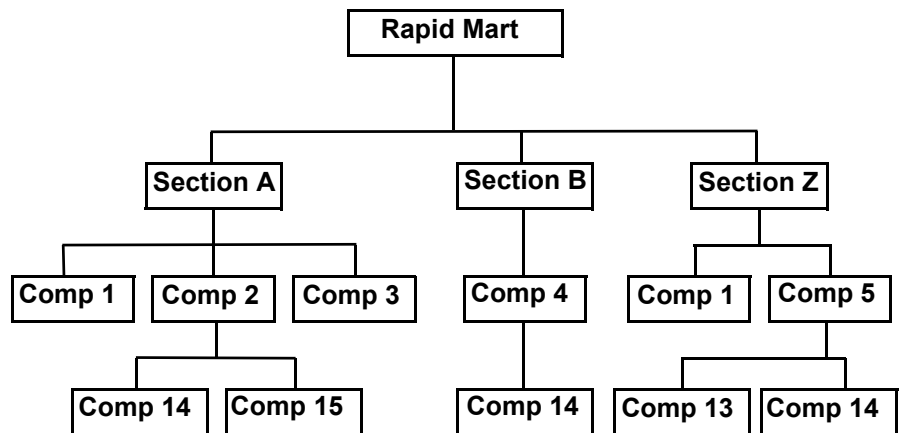 Rapid Mart
Section A
Section B
Section Z
Comp 1
Comp 2
Comp 3
Comp 4
Comp 1
Comp 5
Comp 14
Comp 15
Comp 14
Comp 13
Comp 14